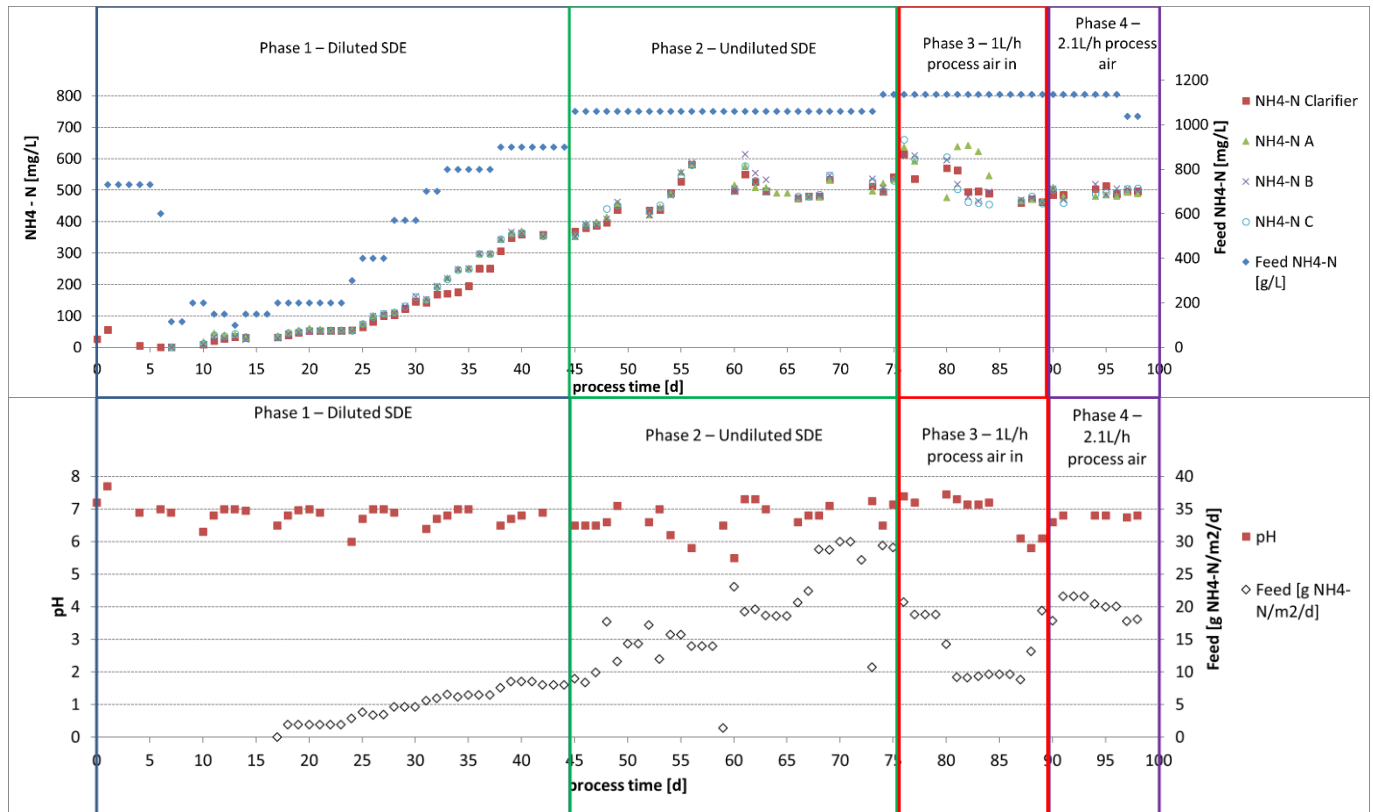 Phase 1 – Diluted SDE
Phase 2 – Undiluted SDE
Phase 3 – 1L/h
process air in
Phase 4 –
2.1L/h process
air
NH4 - N [mg/L]
800
700
600
500
400
300
200
100
0
0
5
10
15
20
25
30
35
40
45
50
55
60
65
70
75
80
85
90
95
100
process time [d]
1200
1000
800
600
400
200
0
Feed NH4-N [mg/L]
NH4-N Clarifier
NH4-N A
NH4-N B
NH4-N C
Feed NH4-N
[g/L]
Phase 1 – Diluted SDE
Phase 2 – Undiluted SDE
Phase 3 – 1L/h
process air in
Phase 4 –
2.1L/h
process air
pH
8
7
6
5
4
3
2
1
0
0
5
10
15
20
25
30
35
40
45
50
55
60
65
70
75
80
85
90
95
100
process time [d]
40
35
30
25
20
15
10
5
0
Feed [g NH4-N/m2/d]
pH
Feed [g NH4-
N/m2/d]